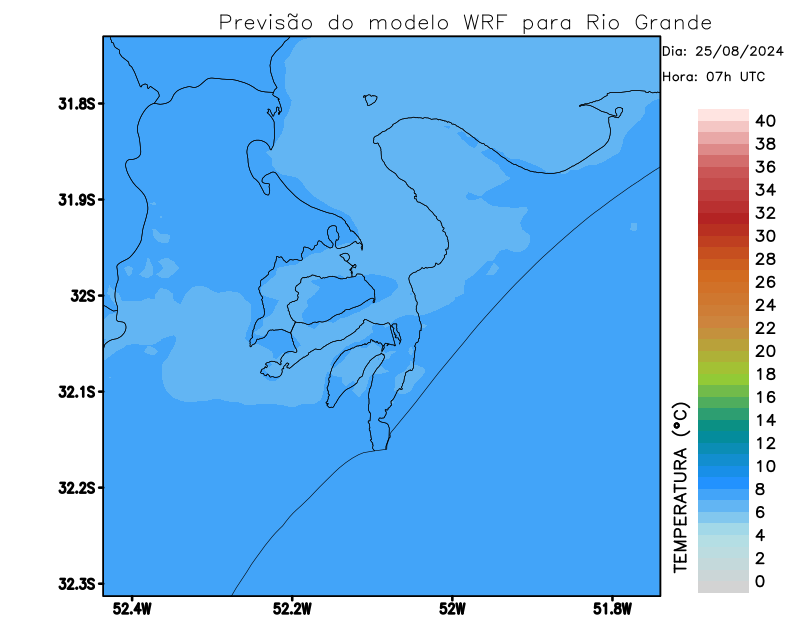 Previsão do modelo WRF para Rio Grande
Dia: 25/08/2024
Hora: 07h UTC
31.8S
31.9S
32S
32.1S
32.2S
32.3S
52.4W
52.2W
52W
51.8W
TEMPERATURA (°C)
40
38
36
34
32
30
28
26
24
22
20
18
16
14
12
10
8
6
4
2
0